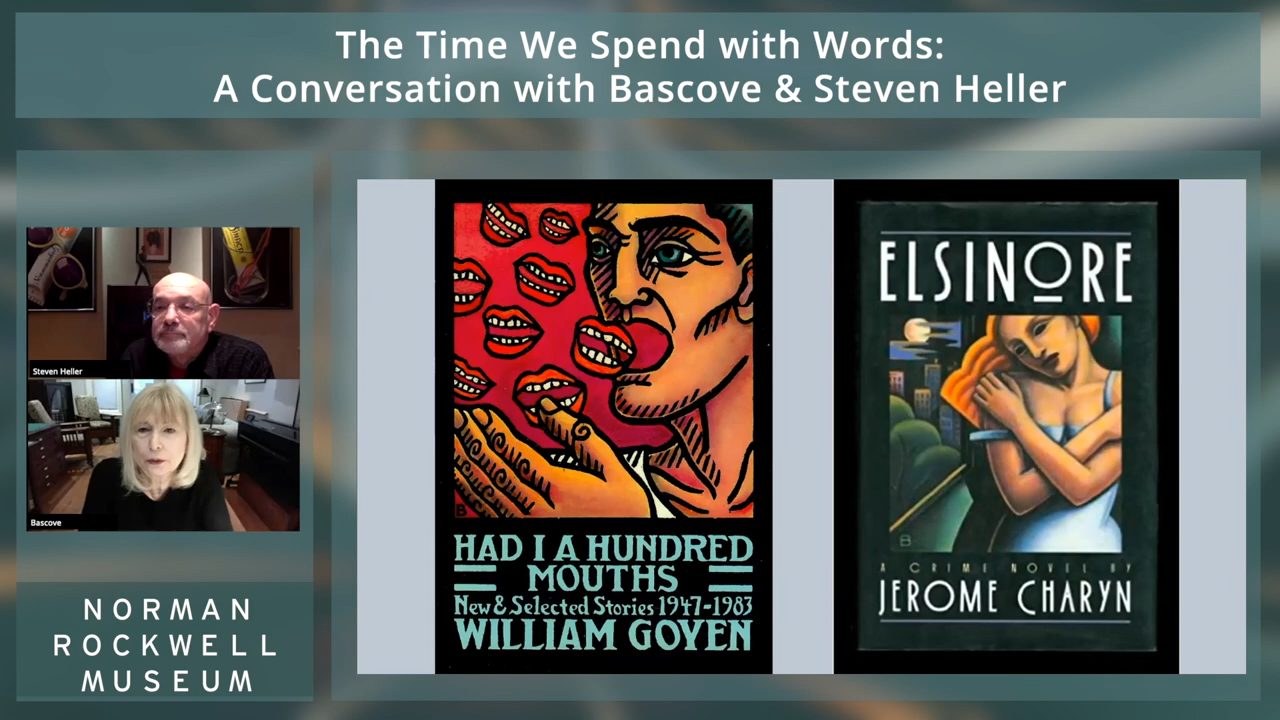 The Time We Spend with Words:
A Conversation with Bascove & Steven Heller
Steven Heller
Bascove
NORMAN
ROCKWELL
MUSEUM
B
HAD I A HUNDRED
MOUTHS
New & Selected Stories 1947-1983
WILLIAM GOYEN
ELSINORE
B
A CRIME NOVEL BY
JEROME CHARYN